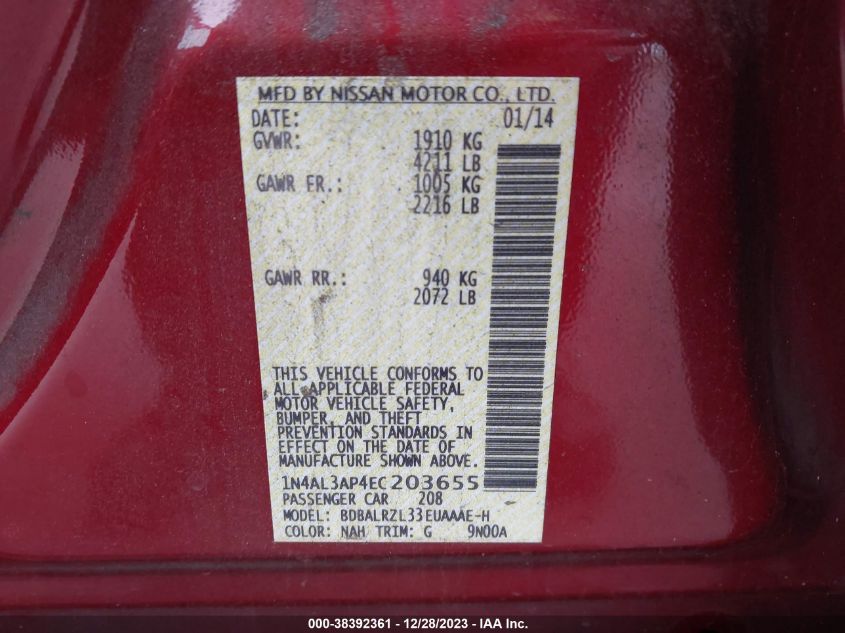 MFD BY NISSAN MOTOR CO., LTD.
DATE: 01/14
GVWR: 1910 KG
4211 LB
GAWR FR.: 1005 KG
2216 LB
GAWR RR.: 940 KG
2072 LB
THIS VEHICLE CONFORMS TO
ALL APPLICABLE FEDERAL
MOTOR VEHICLE SAFETY,
BUMPER, AND THEFT
PREVENTION STANDARDS IN
EFFECT ON THE DATE OF
MANUFACTURE SHOWN ABOVE.
1N4AL3AP4EC203655
PASSENGER CAR 208
MODEL: BDBALRZL33EUAAAE-H
COLOR: NAH TRIM: G 9N00A
000-38392361 - 12/28/2023 - IAA Inc.